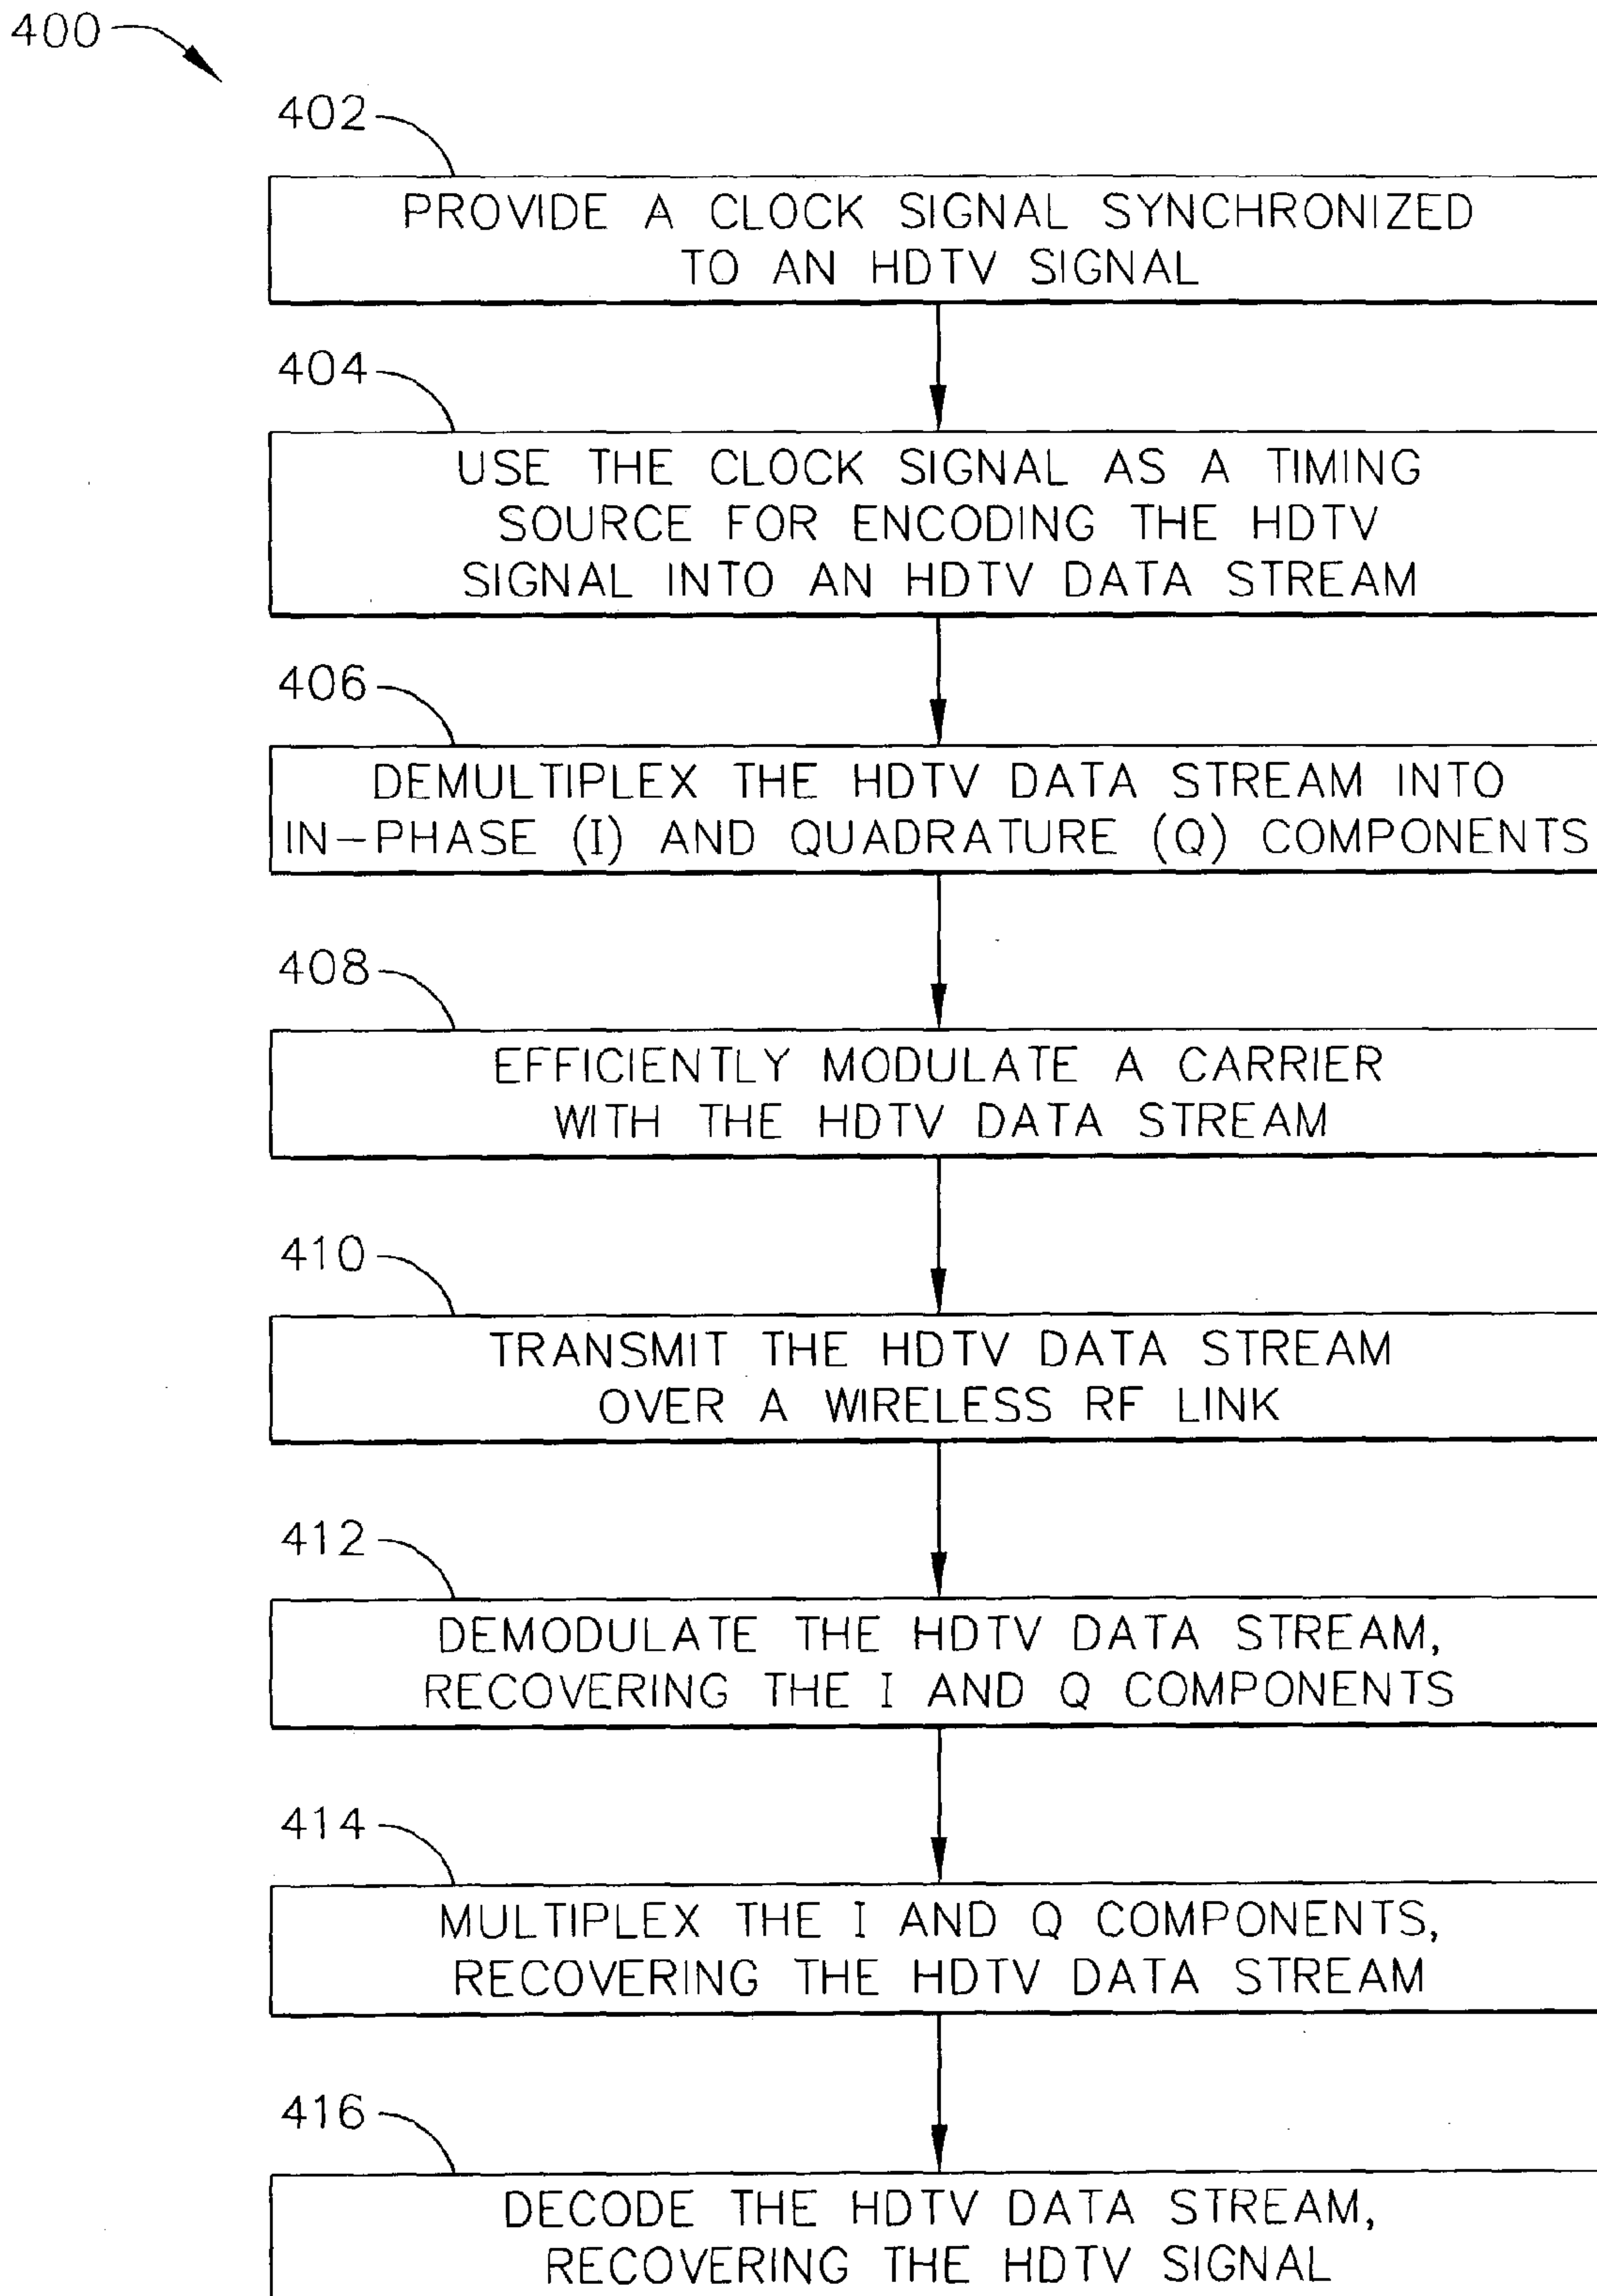 400
402
PROVIDE A CLOCK SIGNAL SYNCHRONIZED
TO AN HDTV SIGNAL
404
USE THE CLOCK SIGNAL AS A TIMING
SOURCE FOR ENCODING THE HDTV
SIGNAL INTO AN HDTV DATA STREAM
406
DEMULTIPLEX THE HDTV DATA STREAM INTO
IN-PHASE (I) AND QUADRATURE (Q) COMPONENTS
408
EFFICIENTLY MODULATE A CARRIER
WITH THE HDTV DATA STREAM
410
TRANSMIT THE HDTV DATA STREAM
OVER A WIRELESS RF LINK
412
DEMODULATE THE HDTV DATA STREAM,
RECOVERING THE I AND Q COMPONENTS
414
MULTIPLEX THE I AND Q COMPONENTS,
RECOVERING THE HDTV DATA STREAM
416
DECODE THE HDTV DATA STREAM,
RECOVERING THE HDTV SIGNAL